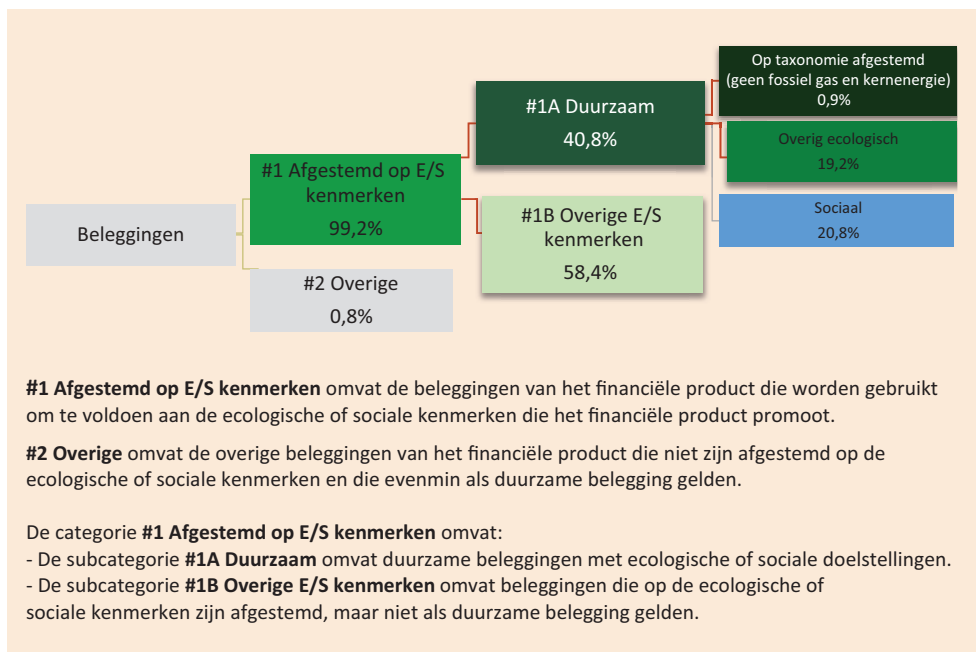 Beleggingen
#1 Afgestemd op E/S
kenmerken
99,2%
#2 Overige
0,8%
#1A Duurzaam
40,8%
#1B Overige E/S
kenmerken
58,4%
Op taxonomie afgestemd
(geen fossiel gas en kernenergie)
0,9%
Overig ecologisch
19,2%
Sociaal
20,8%
#1 Afgestemd op E/S kenmerken omvat de beleggingen van het financiële product die worden gebruikt
om te voldoen aan de ecologische of sociale kenmerken die het financiële product promoot.
#2 Overige omvat de overige beleggingen van het financiële product die niet zijn afgestemd op de
ecologische of sociale kenmerken en die evenmin als duurzame belegging gelden.
De categorie #1 Afgestemd op E/S kenmerken omvat:
- De subcategorie #1A Duurzaam omvat duurzame beleggingen met ecologische of sociale doelstellingen.
- De subcategorie #1B Overige E/S kenmerken omvat beleggingen die op de ecologische of
sociale kenmerken zijn afgestemd, maar niet als duurzame belegging gelden.